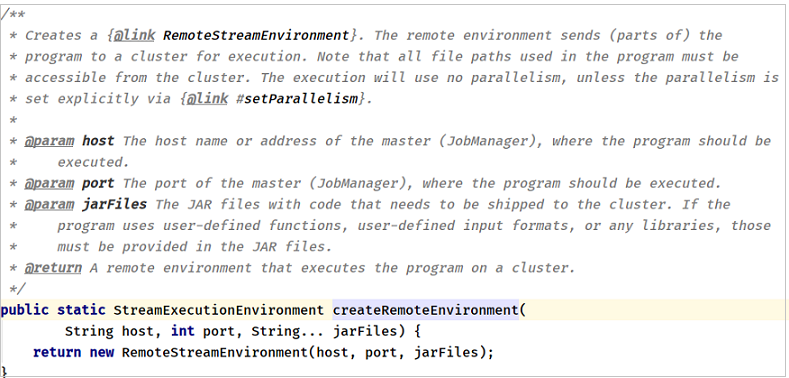 /**
 * Creates a {@link RemoteStreamEnvironment}. The remote environment sends (parts of) the
 * program to a cluster for execution. Note that all file paths used in the program must be
 * accessible from the cluster. The execution will use no parallelism, unless the parallelism is
 * set explicitly via {@link #setParallelism}.
 *
 * @param host The host name or address of the master (JobManager), where the program should be
 *     executed.
 * @param port The port of the master (JobManager), where the program should be executed.
 * @param jarFiles The JAR files with code that needs to be shipped to the cluster. If the
 *     program uses user-defined functions, user-defined input formats, or any libraries, those
 *     must be provided in the JAR files.
 * @return A remote environment that executes the program on a cluster.
 */
public static StreamExecutionEnvironment createRemoteEnvironment(
        String host, int port, String... jarFiles) {
    return new RemoteStreamEnvironment(host, port, jarFiles);
}